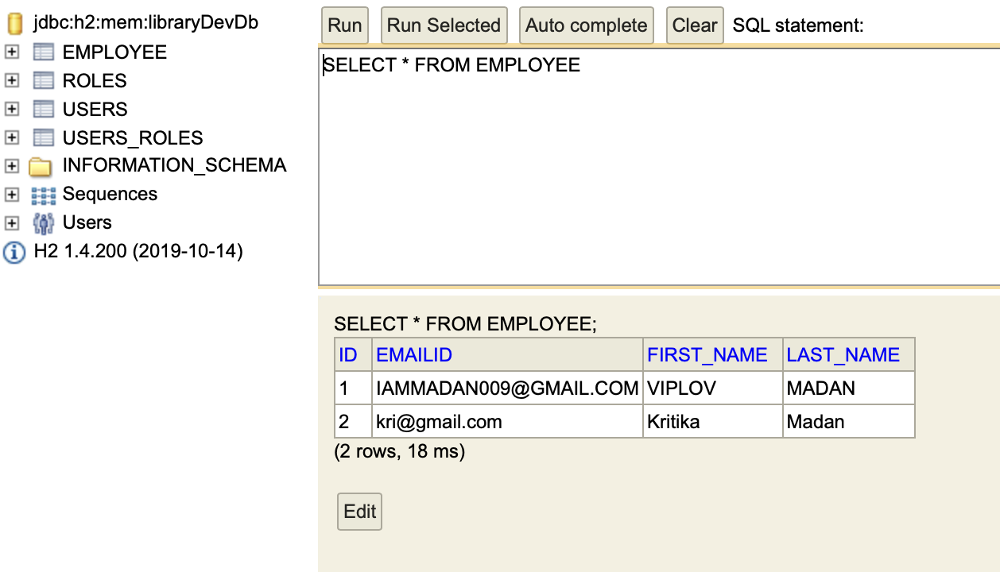 jdbc:h2:mem:libraryDevDb
EMPLOYEE
ROLES
USERS
USERS_ROLES
INFORMATION_SCHEMA
Sequences
Users
H2 1.4.200 (2019-10-14)
Run Run Selected Auto complete Clear SQL statement:
SELECT * FROM EMPLOYEE
SELECT * FROM EMPLOYEE;
ID EMAILID FIRST_NAME LAST_NAME
1 IAMMADAN009@GMAIL.COM VIPLOV MADAN
2 kri@gmail.com Kritika Madan
(2 rows, 18 ms)
Edit